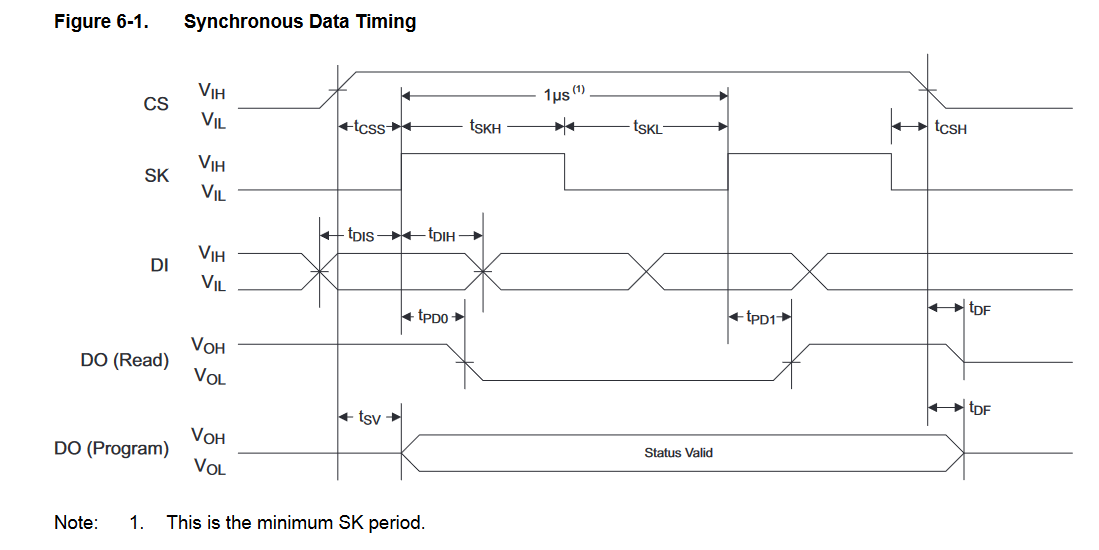 Figure 6-1. Synchronous Data Timing
CS
VIH
VIL
1µs (1)
tCSS
tSKH
tSKL
tCSH
SK
VIH
VIL
DI
VIH
VIL
tDIS
tDIH
tPD0
tPD1
tDF
DO (Read)
VOH
VOL
tSV
tDF
DO (Program)
VOH
VOL
Status Valid
Note: 1. This is the minimum SK period.